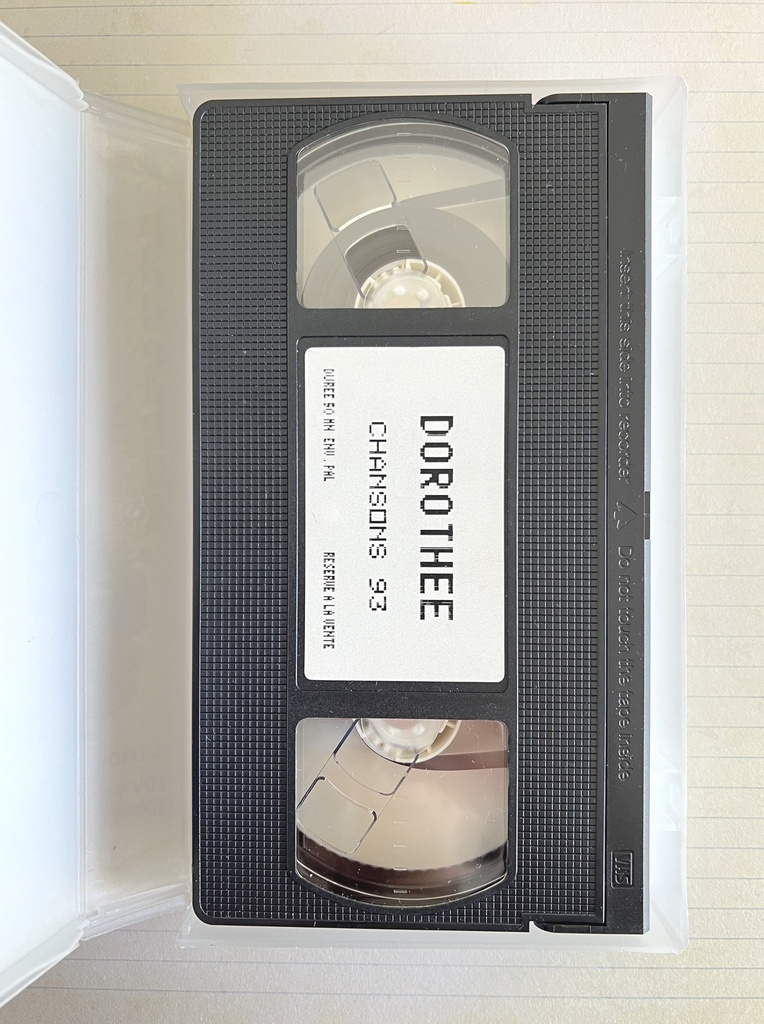 DOROTHEE
CHANSONS 93
DUREE 50 MN ENV. PAL RESERVE A LA VENTE
Insert this side into recorder △ Do not touch the tape inside
VHS